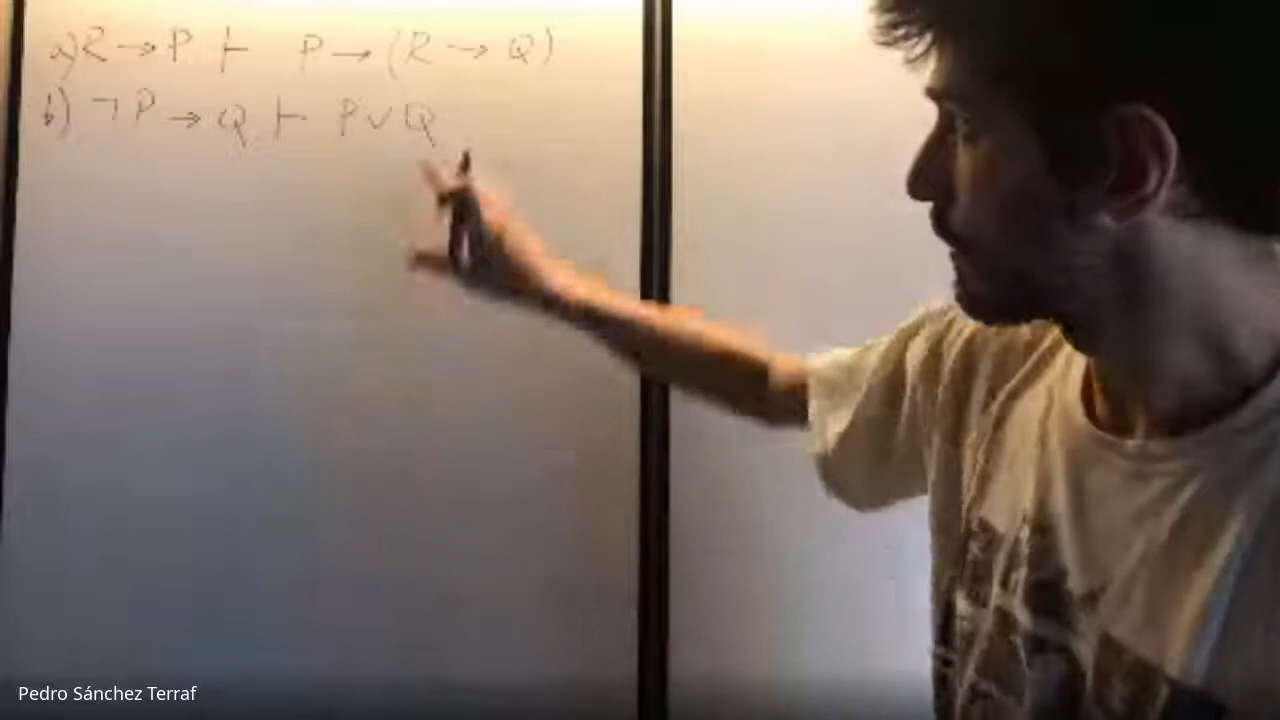 a) R → P ⊢ P → (R → Q)
b) ¬P → Q ⊢ P ∨ Q
Pedro Sánchez Terraf